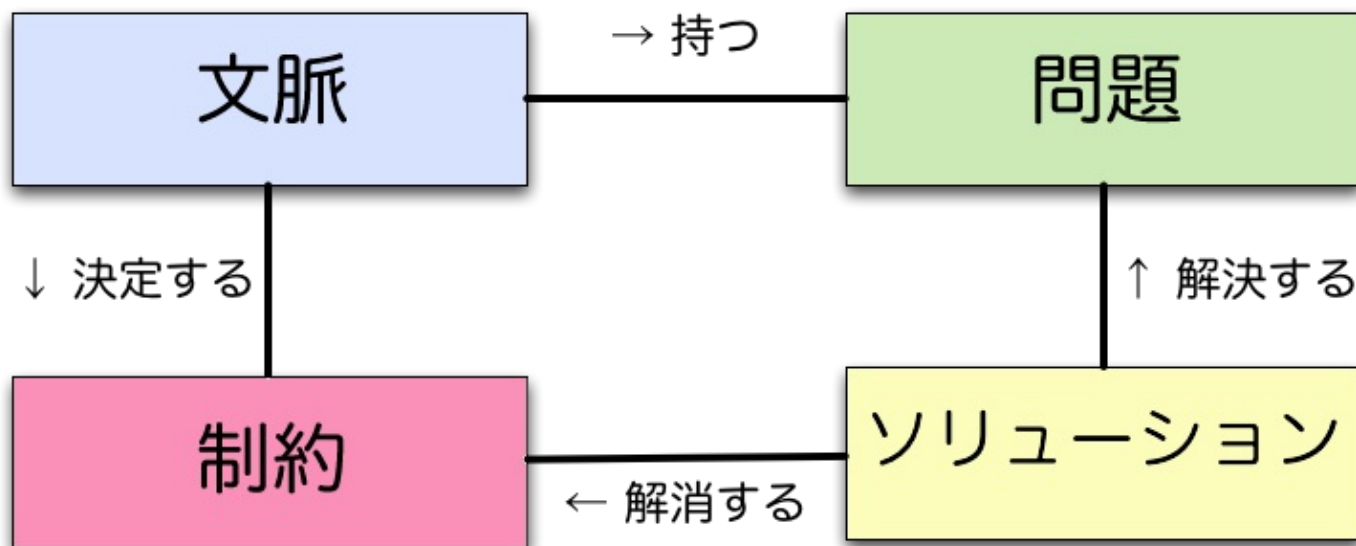 文脈
→ 持つ
問題
↓ 決定する
↑ 解決する
制約
← 解消する
ソリューション